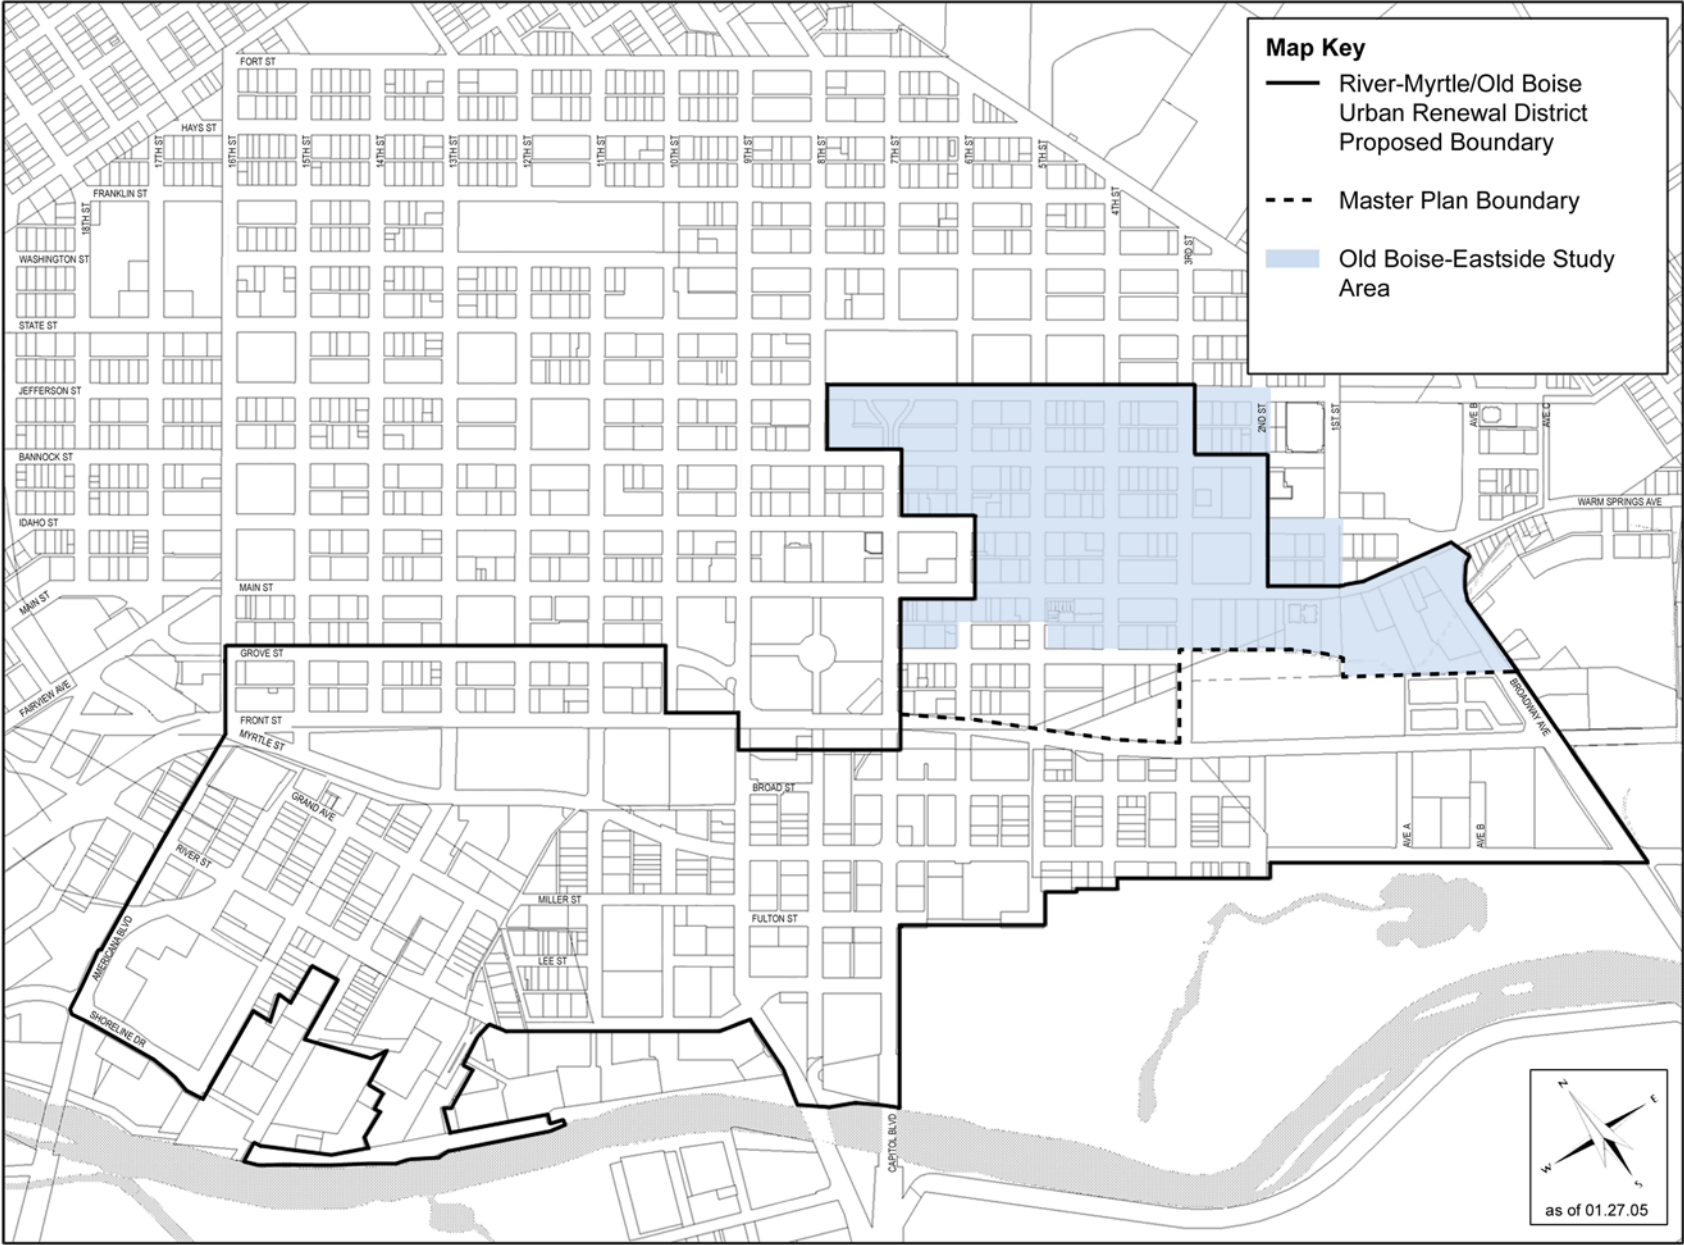 Map Key
River-Myrtle/Old Boise
Urban Renewal District
Proposed Boundary
Master Plan Boundary
Old Boise-Eastside Study
Area
FORT ST
HAYS ST
17TH ST
16TH ST
15TH ST
14TH ST
13TH ST
12TH ST
11TH ST
10TH ST
9TH ST
8TH ST
7TH ST
6TH ST
5TH ST
FRANKLIN ST
18TH ST
4TH ST
3RD ST
WASHINGTON ST
STATE ST
JEFFERSON ST
2ND ST
1ST ST
AVE B
AVE C
BANNOCK ST
WARM SPRINGS AVE
IDAHO ST
MAIN ST
MAIN ST
GROVE ST
FAIRVIEW AVE
FRONT ST
MYRTLE ST
BROADWAY AVE
BROAD ST
GRAND AVE
RIVER ST
AVE A
AVE B
MILLER ST
FULTON ST
AMERICANA BLVD
LEE ST
SHORELINE DR
CAPITOL BLVD
N
E
W
S
as of 01.27.05